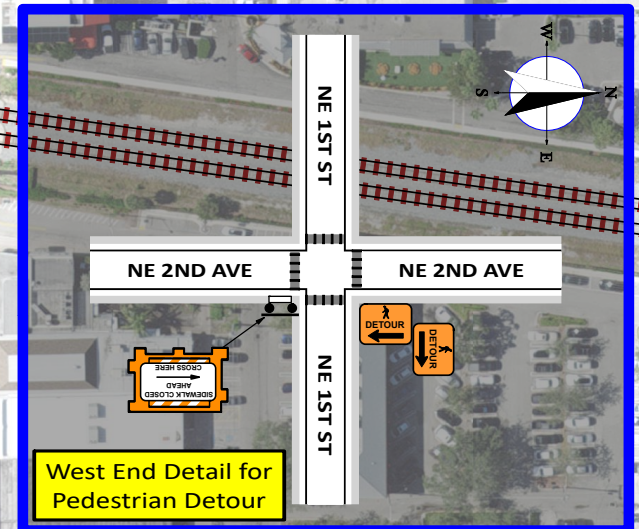 W
S
N
E
NE 1ST ST
NE 2ND AVE
NE 2ND AVE
DETOUR
DETOUR
SIDEWALK CLOSED
AHEAD
CROSS HERE
NE 1ST ST
West End Detail for
Pedestrian Detour